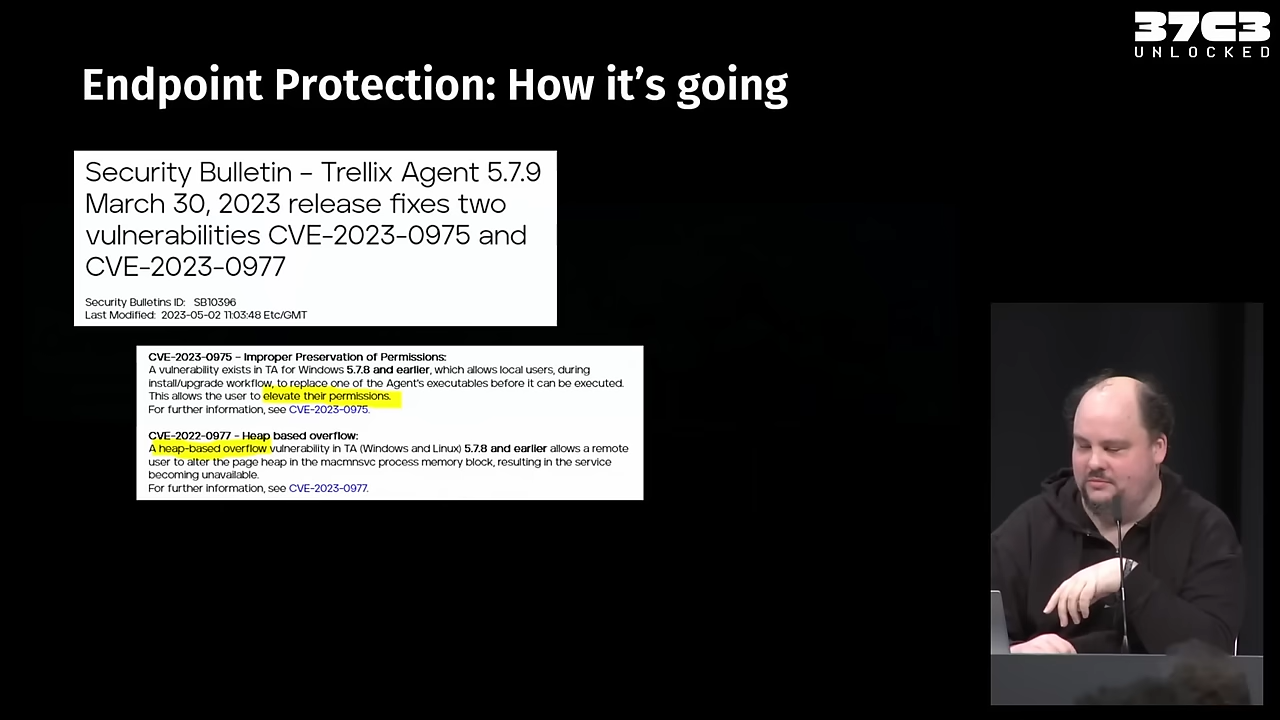 37C3
UNLOCKED
Endpoint Protection: How it's going
Security Bulletin – Trellix Agent 5.7.9
March 30, 2023 release fixes two
vulnerabilities CVE-2023-0975 and
CVE-2023-0977
Security Bulletins ID: SB10396
Last Modified: 2023-05-02 11:03:48 Etc/GMT
CVE-2023-0975 – Improper Preservation of Permissions:
A vulnerability exists in TA for Windows 5.7.8 and earlier, which allows local users, during
install/upgrade workflow, to replace one of the Agent's executables before it can be executed.
This allows the user to elevate their permissions.
For further information, see CVE-2023-0975.
CVE-2022-0977 – Heap based overflow:
A heap-based overflow vulnerability in TA (Windows and Linux) 5.7.8 and earlier allows a remote
user to alter the page heap in the macmnsvc process memory block, resulting in the service
becoming unavailable.
For further information, see CVE-2023-0977.